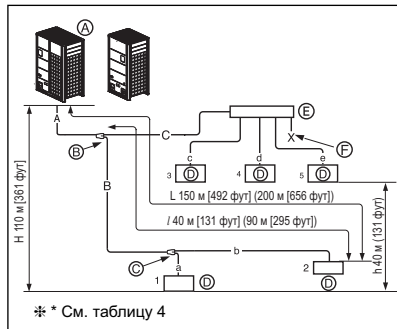 A
A
C
E
B
c
d
e
X
F
3 D
4 D
5 D
H 110 м [361 фут]
L 150 м [492 фут] (200 м [656 фут])
l 40 м [131 фут] (90 м [295 фут])
B
h 40 м (131 фут)
C
a
b
1
D
2
D
D
❉ * См. таблицу 4